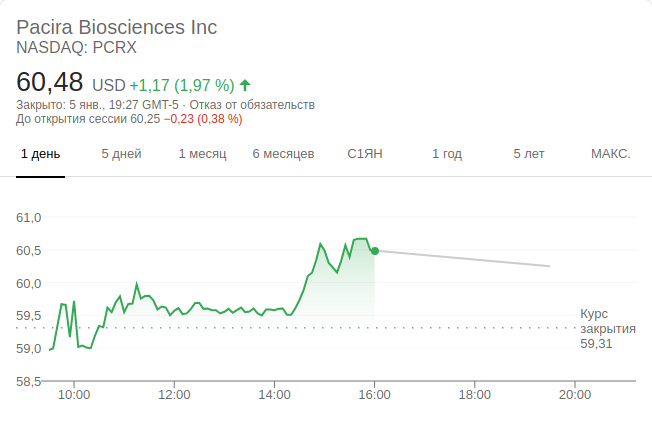 Pacira Biosciences Inc
NASDAQ: PCRX
60,48 USD +1,17 (1,97 %)
Закрыто: 5 янв., 19:27 GMT-5 · Отказ от обязательств
До открытия сессии 60,25 −0,23 (0,38 %)
1 день 5 дней 1 месяц 6 месяцев С1ЯН 1 год 5 лет МАКС.
61,0
60,5
60,0
59,5
59,0
58,5
Курс
закрытия
59,31
10:00 12:00 14:00 16:00 18:00 20:00